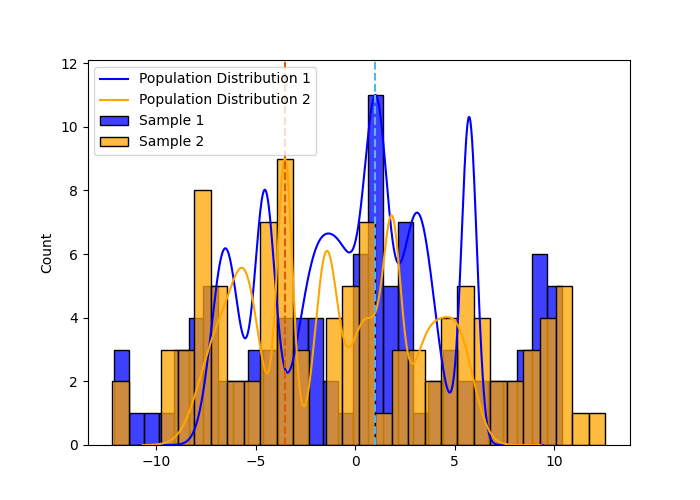 12
10
8
6
4
2
0
Count
Population Distribution 1
Population Distribution 2
Sample 1
Sample 2
−10
−5
0
5
10